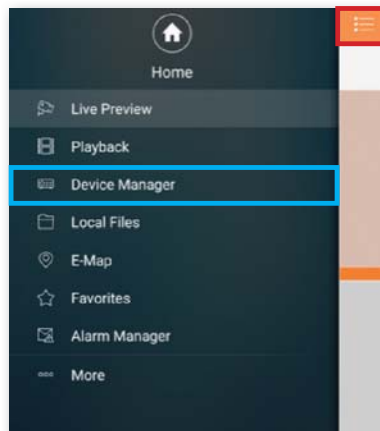 Home
Live Preview
Playback
Device Manager
Local Files
E-Map
Favorites
Alarm Manager
More